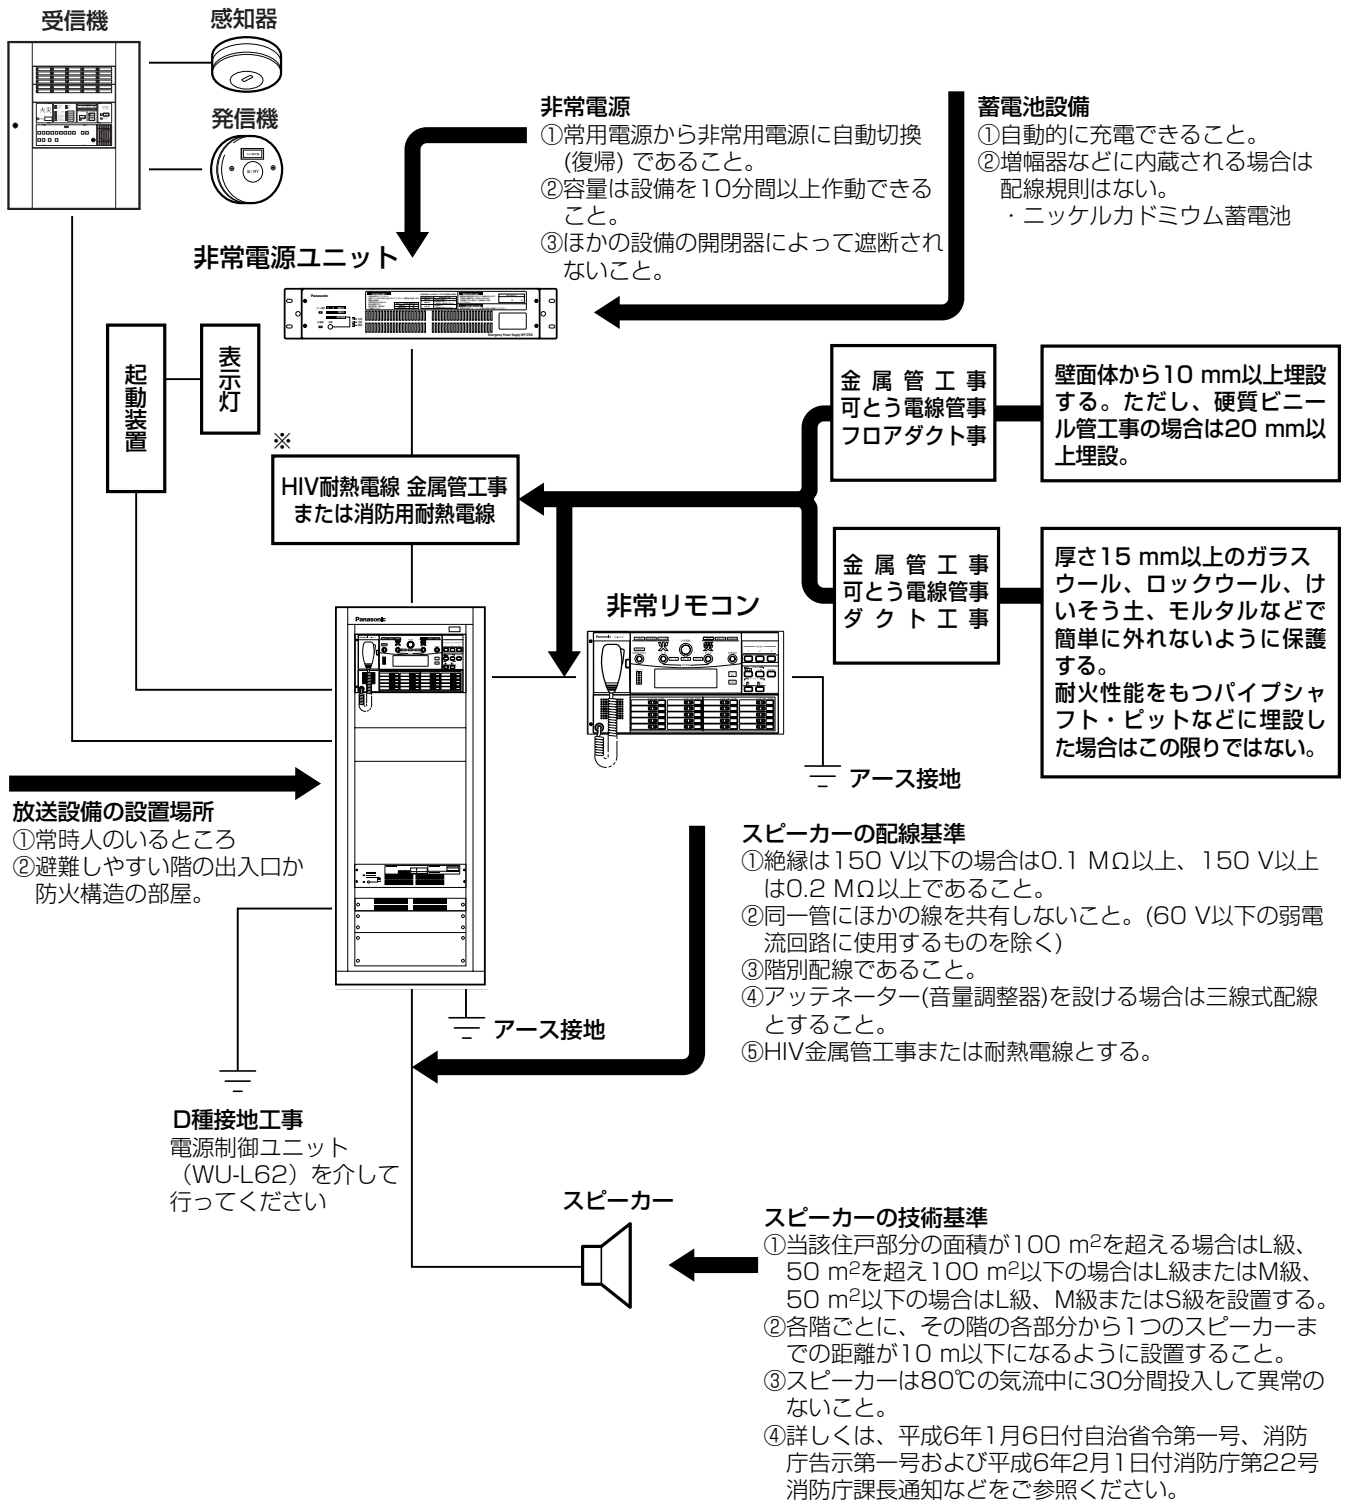 受信機
感知器
発信機
非常電源
①常用電源から非常用電源に自動切換
(復帰) であること。
②容量は設備を10分間以上作動できる
こと。
③ほかの設備の開閉器によって遮断され
ないこと。
蓄電池設備
①自動的に充電できること。
②増幅器などに内蔵される場合は
配線規則はない。
・ニッケルカドミウム蓄電池
非常電源ユニット
Panasonic
起動装置
表示灯
※
HIV耐熱電線 金属管工事
または消防用耐熱電線
金属管工事
可とう電線管事
フロアダクト事
壁面体から10 mm以上埋設
する。ただし、硬質ビニー
ル管工事の場合は20 mm以
上埋設。
金属管工事
可とう電線管事
ダクト工事
厚さ15 mm以上のガラス
ウール、ロックウール、け
いそう土、モルタルなどで
簡単に外れないように保護
する。
耐火性能をもつパイプシャ
フト・ピットなどに埋設し
た場合はこの限りではない。
Panasonic
非常リモコン
Panasonic
アース接地
放送設備の設置場所
①常時人のいるところ
②避難しやすい階の出入口か
防火構造の部屋。
スピーカーの配線基準
①絶縁は150 V以下の場合は0.1 MΩ以上、150 V以上
は0.2 MΩ以上であること。
②同一管にほかの線を共有しないこと。(60 V以下の弱電
流回路に使用するものを除く)
③階別配線であること。
④アッテネーター(音量調整器)を設ける場合は三線式配線
とすること。
⑤HIV金属管工事または耐熱電線とする。
アース接地
D種接地工事
電源制御ユニット
（WU-L62）を介して
行ってください
スピーカー
スピーカーの技術基準
①当該住戸部分の面積が100 m²を超える場合はL級、
50 m²を超え100 m²以下の場合はL級またはM級、
50 m²以下の場合はL級、M級またはS級を設置する。
②各階ごとに、その階の各部分から1つのスピーカーま
での距離が10 m以下になるように設置すること。
③スピーカーは80℃の気流中に30分間投入して異常の
ないこと。
④詳しくは、平成6年1月6日付自治省令第一号、消防
庁告示第一号および平成6年2月1日付消防庁第22号
消防庁課長通知などをご参照ください。